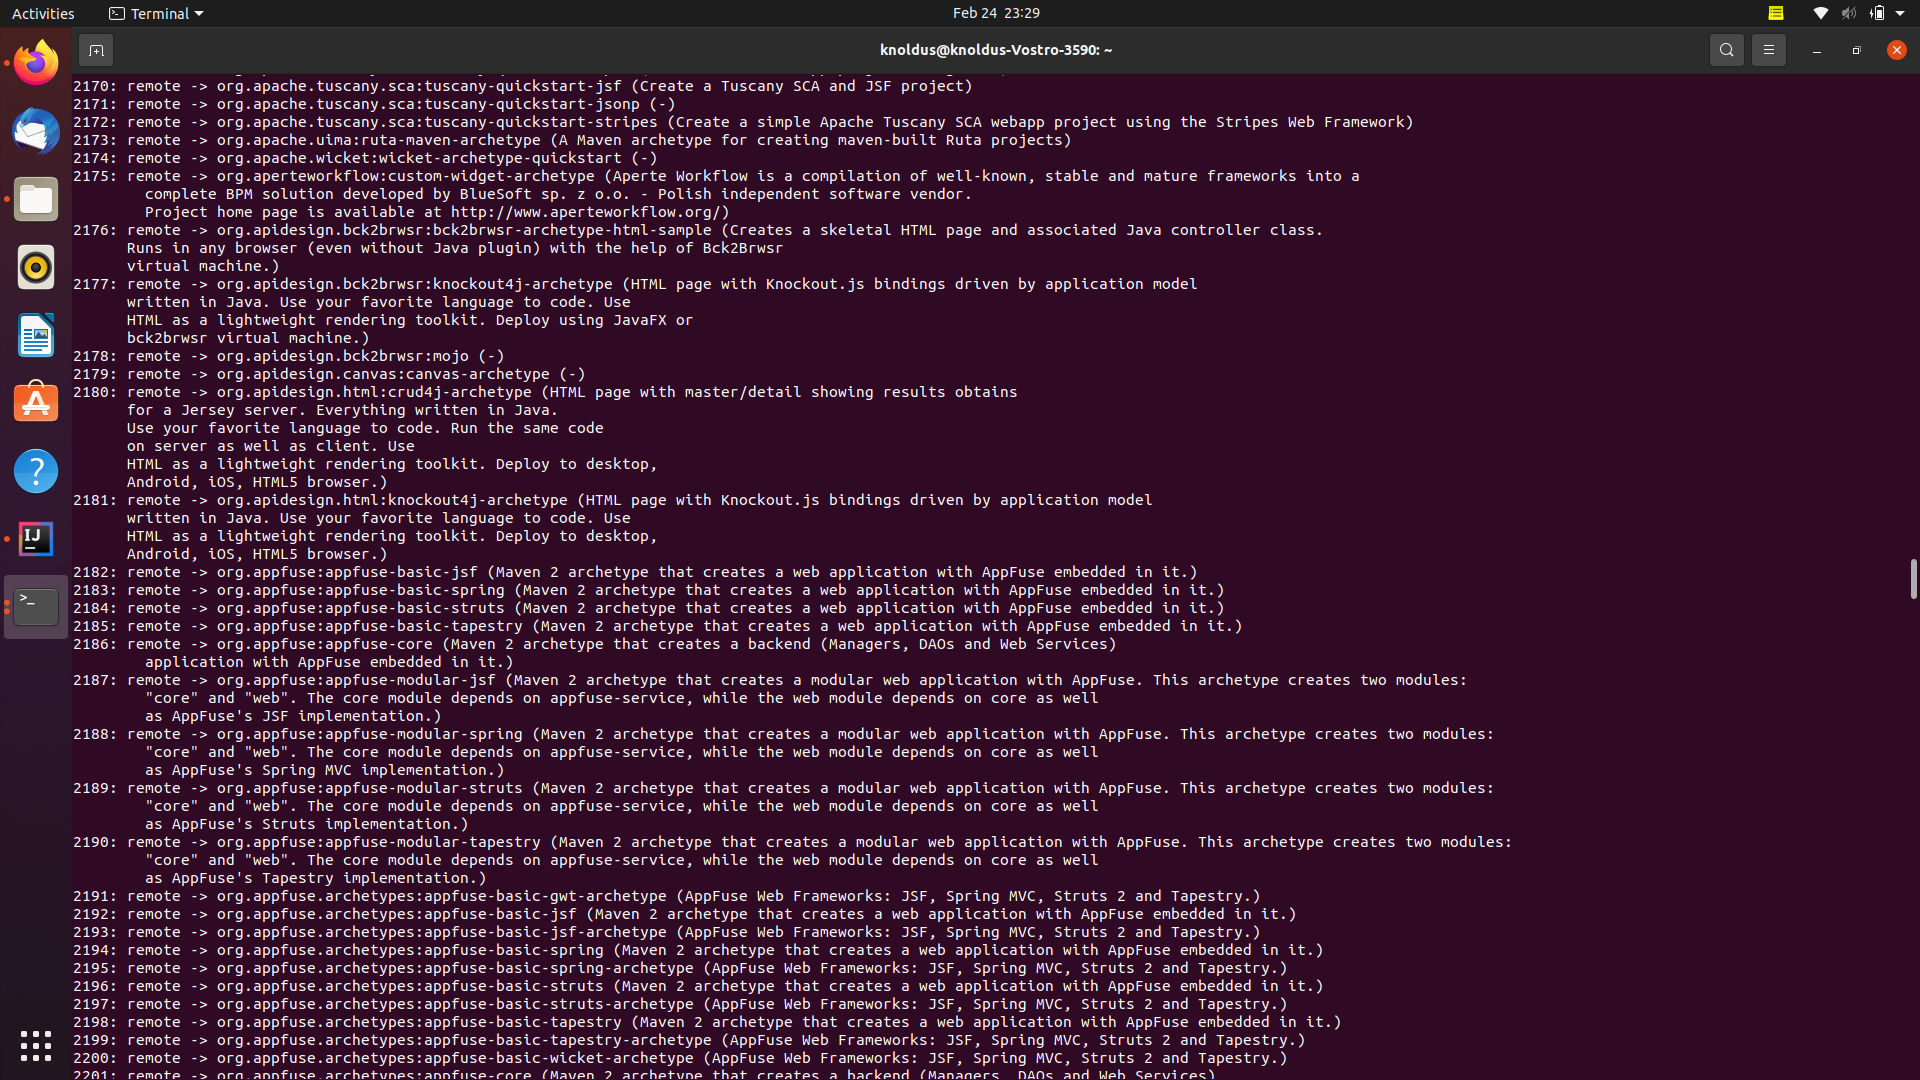 Activities
Terminal
Feb 24 23:29
knoldus@knoldus-Vostro-3590: ~
2170: remote -> org.apache.tuscany.sca:tuscany-quickstart-jsf (Create a Tuscany SCA and JSF project)
2171: remote -> org.apache.tuscany.sca:tuscany-quickstart-jsonp (-)
2172: remote -> org.apache.tuscany.sca:tuscany-quickstart-stripes (Create a simple Apache Tuscany SCA webapp project using the Stripes Web Framework)
2173: remote -> org.apache.uima:ruta-maven-archetype (A Maven archetype for creating maven-built Ruta projects)
2174: remote -> org.apache.wicket:wicket-archetype-quickstart (-)
2175: remote -> org.aperteworkflow:custom-widget-archetype (Aperte Workflow is a compilation of well-known, stable and mature frameworks into a
complete BPM solution developed by BlueSoft sp. z o.o. - Polish independent software vendor.
Project home page is available at http://www.aperteworkflow.org/)
2176: remote -> org.apidesign.bck2brwsr:bck2brwsr-archetype-html-sample (Creates a skeletal HTML page and associated Java controller class.
Runs in any browser (even without Java plugin) with the help of Bck2Brwsr
virtual machine.)
2177: remote -> org.apidesign.bck2brwsr:knockout4j-archetype (HTML page with Knockout.js bindings driven by application model
written in Java. Use your favorite language to code. Use
HTML as a lightweight rendering toolkit. Deploy using JavaFX or
bck2brwsr virtual machine.)
2178: remote -> org.apidesign.bck2brwsr:mojo (-)
2179: remote -> org.apidesign.canvas:canvas-archetype (-)
2180: remote -> org.apidesign.html:crud4j-archetype (HTML page with master/detail showing results obtains
for a Jersey server. Everything written in Java.
Use your favorite language to code. Run the same code
on server as well as client. Use
HTML as a lightweight rendering toolkit. Deploy to desktop,
Android, iOS, HTML5 browser.)
2181: remote -> org.apidesign.html:knockout4j-archetype (HTML page with Knockout.js bindings driven by application model
written in Java. Use your favorite language to code. Use
HTML as a lightweight rendering toolkit. Deploy to desktop,
Android, iOS, HTML5 browser.)
2182: remote -> org.appfuse:appfuse-basic-jsf (Maven 2 archetype that creates a web application with AppFuse embedded in it.)
2183: remote -> org.appfuse:appfuse-basic-spring (Maven 2 archetype that creates a web application with AppFuse embedded in it.)
2184: remote -> org.appfuse:appfuse-basic-struts (Maven 2 archetype that creates a web application with AppFuse embedded in it.)
2185: remote -> org.appfuse:appfuse-basic-tapestry (Maven 2 archetype that creates a web application with AppFuse embedded in it.)
2186: remote -> org.appfuse:appfuse-core (Maven 2 archetype that creates a backend (Managers, DAOs and Web Services)
application with AppFuse embedded in it.)
2187: remote -> org.appfuse:appfuse-modular-jsf (Maven 2 archetype that creates a modular web application with AppFuse. This archetype creates two modules:
"core" and "web". The core module depends on appfuse-service, while the web module depends on core as well
as AppFuse's JSF implementation.)
2188: remote -> org.appfuse:appfuse-modular-spring (Maven 2 archetype that creates a modular web application with AppFuse. This archetype creates two modules:
"core" and "web". The core module depends on appfuse-service, while the web module depends on core as well
as AppFuse's Spring MVC implementation.)
2189: remote -> org.appfuse:appfuse-modular-struts (Maven 2 archetype that creates a modular web application with AppFuse. This archetype creates two modules:
"core" and "web". The core module depends on appfuse-service, while the web module depends on core as well
as AppFuse's Struts implementation.)
2190: remote -> org.appfuse:appfuse-modular-tapestry (Maven 2 archetype that creates a modular web application with AppFuse. This archetype creates two modules:
"core" and "web". The core module depends on appfuse-service, while the web module depends on core as well
as AppFuse's Tapestry implementation.)
2191: remote -> org.appfuse.archetypes:appfuse-basic-gwt-archetype (AppFuse Web Frameworks: JSF, Spring MVC, Struts 2 and Tapestry.)
2192: remote -> org.appfuse.archetypes:appfuse-basic-jsf (Maven 2 archetype that creates a web application with AppFuse embedded in it.)
2193: remote -> org.appfuse.archetypes:appfuse-basic-jsf-archetype (AppFuse Web Frameworks: JSF, Spring MVC, Struts 2 and Tapestry.)
2194: remote -> org.appfuse.archetypes:appfuse-basic-spring (Maven 2 archetype that creates a web application with AppFuse embedded in it.)
2195: remote -> org.appfuse.archetypes:appfuse-basic-spring-archetype (AppFuse Web Frameworks: JSF, Spring MVC, Struts 2 and Tapestry.)
2196: remote -> org.appfuse.archetypes:appfuse-basic-struts (Maven 2 archetype that creates a web application with AppFuse embedded in it.)
2197: remote -> org.appfuse.archetypes:appfuse-basic-struts-archetype (AppFuse Web Frameworks: JSF, Spring MVC, Struts 2 and Tapestry.)
2198: remote -> org.appfuse.archetypes:appfuse-basic-tapestry (Maven 2 archetype that creates a web application with AppFuse embedded in it.)
2199: remote -> org.appfuse.archetypes:appfuse-basic-tapestry-archetype (AppFuse Web Frameworks: JSF, Spring MVC, Struts 2 and Tapestry.)
2200: remote -> org.appfuse.archetypes:appfuse-basic-wicket-archetype (AppFuse Web Frameworks: JSF, Spring MVC, Struts 2 and Tapestry.)
2201: remote -> org.appfuse.archetypes:appfuse-core (Maven 2 archetype that creates a backend (Managers, DAOs and Web Services)